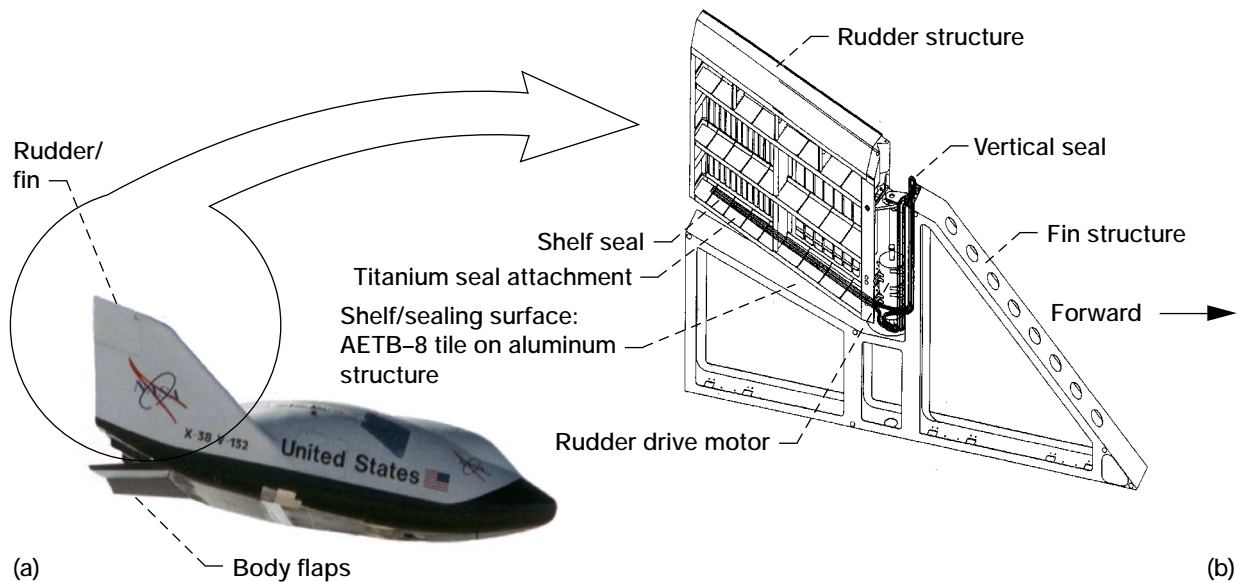 Rudder/
fin
Rudder structure
Vertical seal
Shelf seal
Titanium seal attachment
Fin structure
Shelf/sealing surface:
AETB–8 tile on aluminum
structure
Forward
Rudder drive motor
NASA
X-38 V-132
United States
Body flaps
(a)
(b)